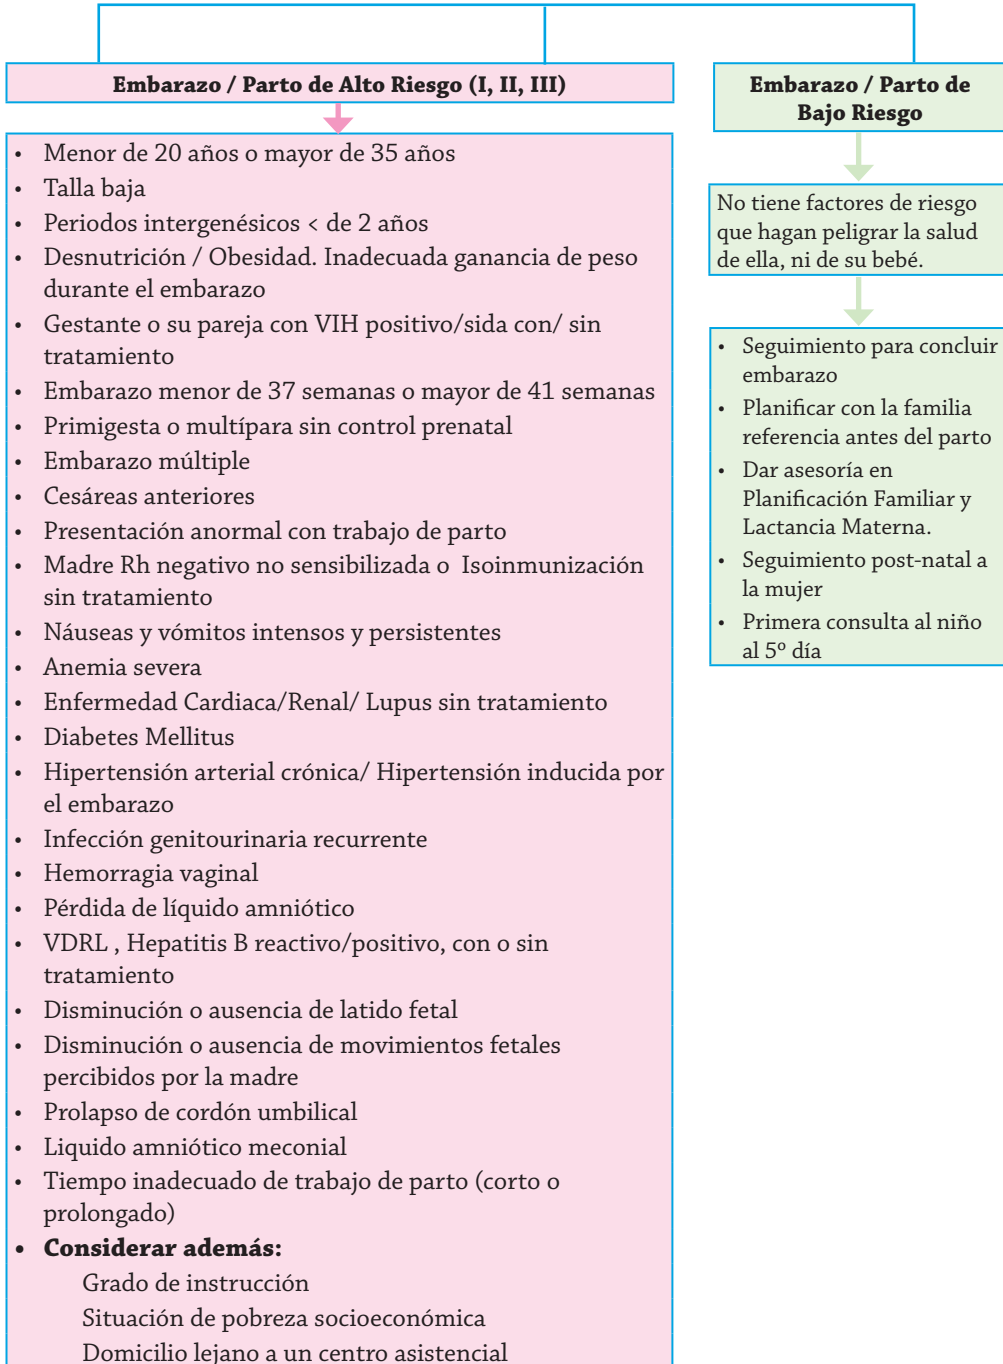 Embarazo / Parto de Alto Riesgo (I, II, III)
• Menor de 20 años o mayor de 35 años
• Talla baja
• Periodos intergenésicos < de 2 años
• Desnutrición / Obesidad. Inadecuada ganancia de peso
durante el embarazo
• Gestante o su pareja con VIH positivo/sida con/ sin
tratamiento
• Embarazo menor de 37 semanas o mayor de 41 semanas
• Primigesta o multípara sin control prenatal
• Embarazo múltiple
• Cesáreas anteriores
• Presentación anormal con trabajo de parto
• Madre Rh negativo no sensibilizada o Isoinmunización
sin tratamiento
• Náuseas y vómitos intensos y persistentes
• Anemia severa
• Enfermedad Cardiaca/Renal/ Lupus sin tratamiento
• Diabetes Mellitus
• Hipertensión arterial crónica/ Hipertensión inducida por
el embarazo
• Infección genitourinaria recurrente
• Hemorragia vaginal
• Pérdida de líquido amniótico
• VDRL , Hepatitis B reactivo/positivo, con o sin
tratamiento
• Disminución o ausencia de latido fetal
• Disminución o ausencia de movimientos fetales
percibidos por la madre
• Prolapso de cordón umbilical
• Liquido amniótico meconial
• Tiempo inadecuado de trabajo de parto (corto o
prolongado)
• Considerar además:
Grado de instrucción
Situación de pobreza socioeconómica
Domicilio lejano a un centro asistencial
Embarazo / Parto de
Bajo Riesgo
No tiene factores de riesgo
que hagan peligrar la salud
de ella, ni de su bebé.
• Seguimiento para concluir
embarazo
• Planificar con la familia
referencia antes del parto
• Dar asesoría en
Planificación Familiar y
Lactancia Materna.
• Seguimiento post-natal a
la mujer
• Primera consulta al niño
al 5º día